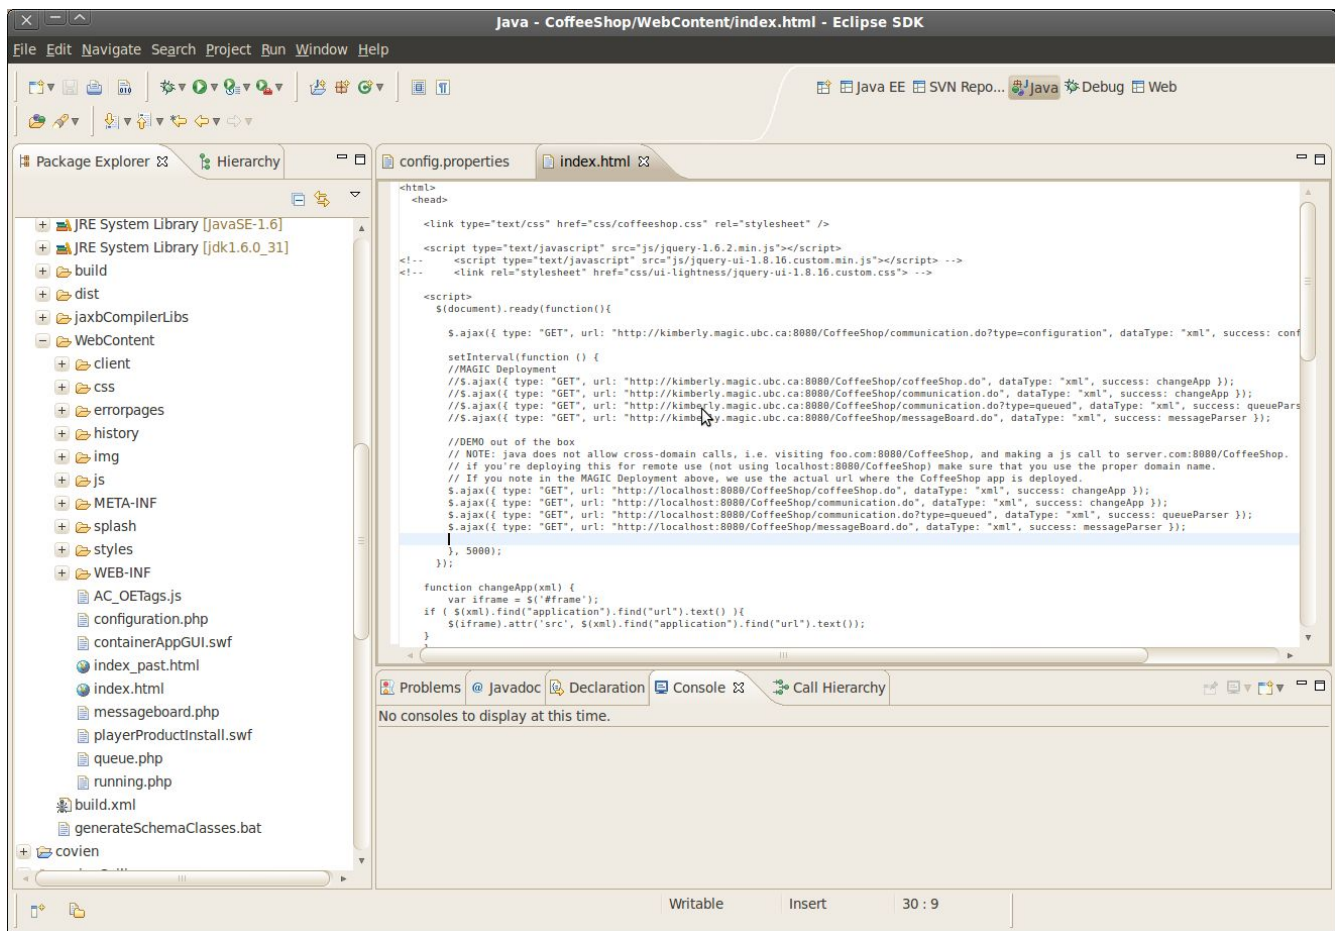 Java - CoffeeShop/WebContent/index.html - Eclipse SDK
File Edit Navigate Search Project Run Window Help
Java EE SVN Repo... Java Debug Web
Package Explorer Hierarchy
JRE System Library [JavaSE-1.6]
JRE System Library [jdk1.6.0_31]
build
dist
jaxbCompilerLibs
WebContent
client
css
errorpages
history
img
js
META-INF
splash
styles
WEB-INF
AC_OETags.js
configuration.php
containerAppGUI.swf
index_past.html
index.html
messageboard.php
playerProductInstall.swf
queue.php
running.php
build.xml
generateSchemaClasses.bat
covien
config.properties index.html
<html>
<head>
<link type="text/css" href="css/coffeeshop.css" rel="stylesheet" />
<script type="text/javascript" src="js/jquery-1.6.2.min.js"></script>
<!-- <script type="text/javascript" src="js/jquery-ui-1.8.16.custom.min.js"></script> -->
<!-- <link rel="stylesheet" href="css/ui-lightness/jquery-ui-1.8.16.custom.css"> -->
<script>
$(document).ready(function(){
$.ajax({ type: "GET", url: "http://kimberly.magic.ubc.ca:8080/CoffeeShop/communication.do?type=configuration", dataType: "xml", success: conf
setInterval(function () {
//MAGIC Deployment
//$.ajax({ type: "GET", url: "http://kimberly.magic.ubc.ca:8080/CoffeeShop/coffeeShop.do", dataType: "xml", success: changeApp });
//$.ajax({ type: "GET", url: "http://kimberly.magic.ubc.ca:8080/CoffeeShop/communication.do", dataType: "xml", success: changeApp });
//$.ajax({ type: "GET", url: "http://kimberly.magic.ubc.ca:8080/CoffeeShop/communication.do?type=queued", dataType: "xml", success: queuePars
//$.ajax({ type: "GET", url: "http://kimberly.magic.ubc.ca:8080/CoffeeShop/messageBoard.do", dataType: "xml", success: messageParser });
//DEMO out of the box
// NOTE: java does not allow cross-domain calls, i.e. visiting foo.com:8080/CoffeeShop, and making a js call to server.com:8080/CoffeeShop.
// if you're deploying this for remote use (not using localhost:8080/CoffeeShop) make sure that you use the proper domain name.
// If you note in the MAGIC Deployment above, we use the actual url where the CoffeeShop app is deployed.
$.ajax({ type: "GET", url: "http://localhost:8080/CoffeeShop/coffeeShop.do", dataType: "xml", success: changeApp });
$.ajax({ type: "GET", url: "http://localhost:8080/CoffeeShop/communication.do", dataType: "xml", success: changeApp });
$.ajax({ type: "GET", url: "http://localhost:8080/CoffeeShop/communication.do?type=queued", dataType: "xml", success: queueParser });
$.ajax({ type: "GET", url: "http://localhost:8080/CoffeeShop/messageBoard.do", dataType: "xml", success: messageParser });
}, 5000);
});
function changeApp(xml) {
var iframe = $('#frame');
if ( $(xml).find("application").find("url").text() ){
$(iframe).attr('src', $(xml).find("application").find("url").text());
}
Problems @ Javadoc Declaration Console Call Hierarchy
No consoles to display at this time.
Writable Insert 30 : 9